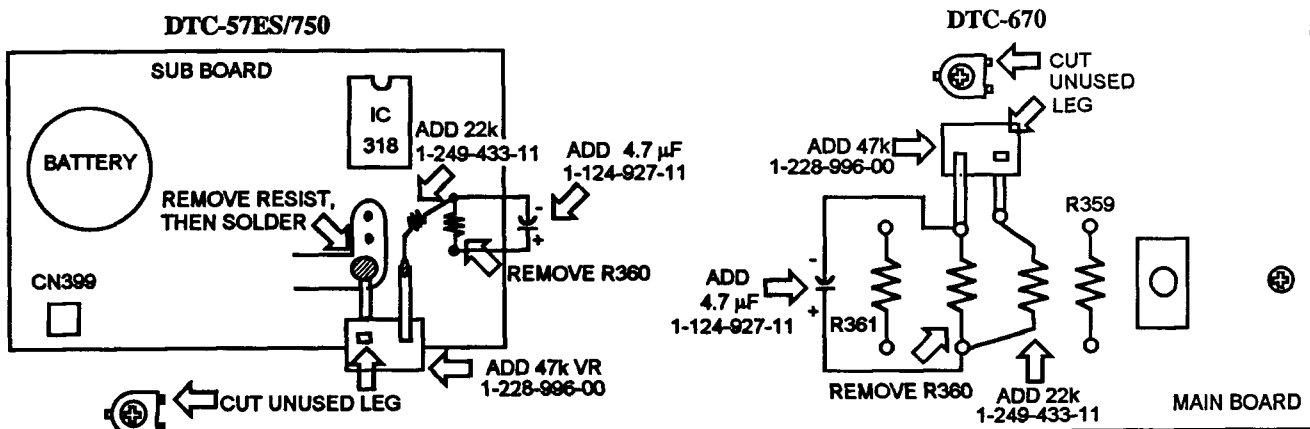 DTC-57ES/750
SUB BOARD
BATTERY
IC
318
ADD 22k
1-249-433-11
ADD 4.7 µF
1-124-927-11
-
+
REMOVE RESIST,
THEN SOLDER
REMOVE R360
CN399
ADD 47k VR
1-228-996-00
CUT UNUSED LEG
DTC-670
CUT
UNUSED
LEG
ADD 47k
1-228-996-00
R359
-
+
ADD
4.7 µF
1-124-927-11
R361
REMOVE R360
ADD 22k
1-249-433-11
MAIN BOARD